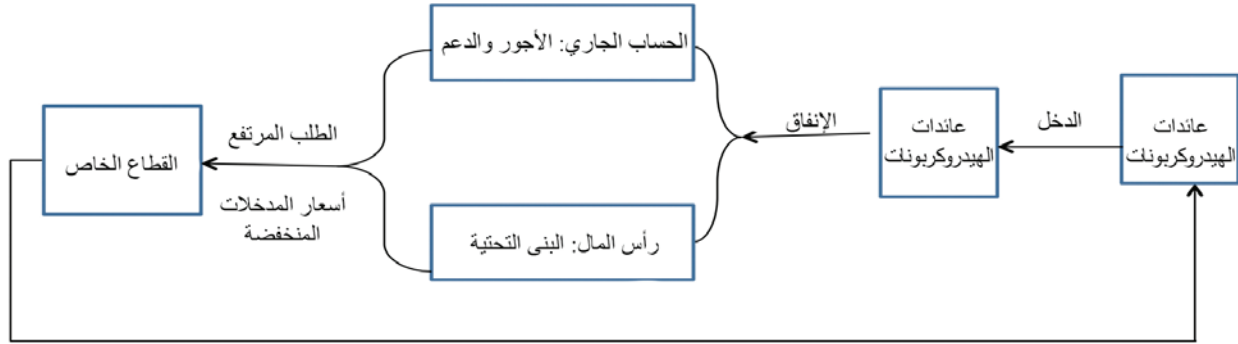 الحساب الجاري: الأجور والدعم
عائدات
الهيدروكربونات
الدخل
عائدات
الهيدروكربونات
الإنفاق
الطلب المرتفع
القطاع الخاص
أسعار المدخلات
المنخفضة
رأس المال: البنى التحتية